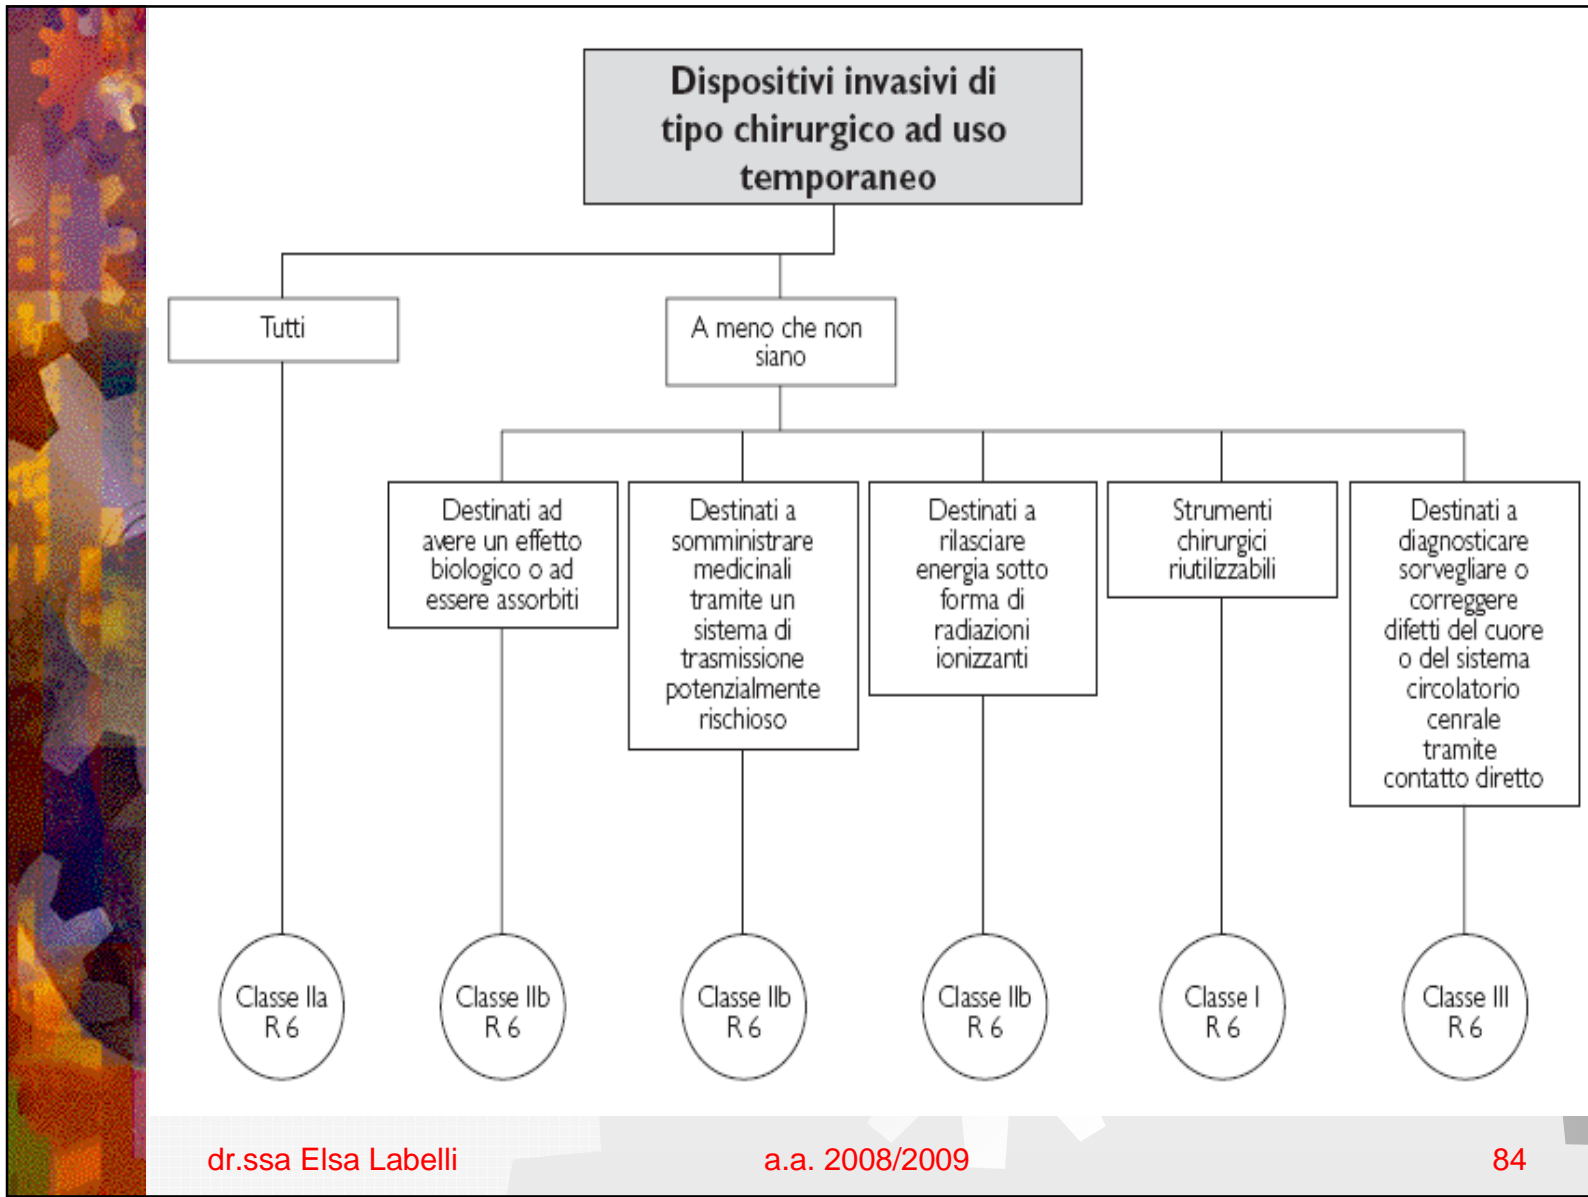 Dispositivi invasivi di
tipo chirurgico ad uso
temporaneo
Tutti
A meno che non
siano
Destinati ad
avere un effetto
biologico o ad
essere assorbiti
Destinati a
somministrare
medicinali
tramite un
sistema di
trasmissione
potenzialmente
rischioso
Destinati a
rilasciare
energia sotto
forma di
radiazioni
ionizzanti
Strumenti
chirurgici
riutilizzabili
Destinati a
diagnosticare
sorvegliare o
correggere
difetti del cuore
o del sistema
circolatorio
cenrale
tramite
contatto diretto
Classe IIa
R 6
Classe IIb
R 6
Classe IIb
R 6
Classe IIb
R 6
Classe I
R 6
Classe III
R 6
dr.ssa Elsa Labelli
a.a. 2008/2009
84